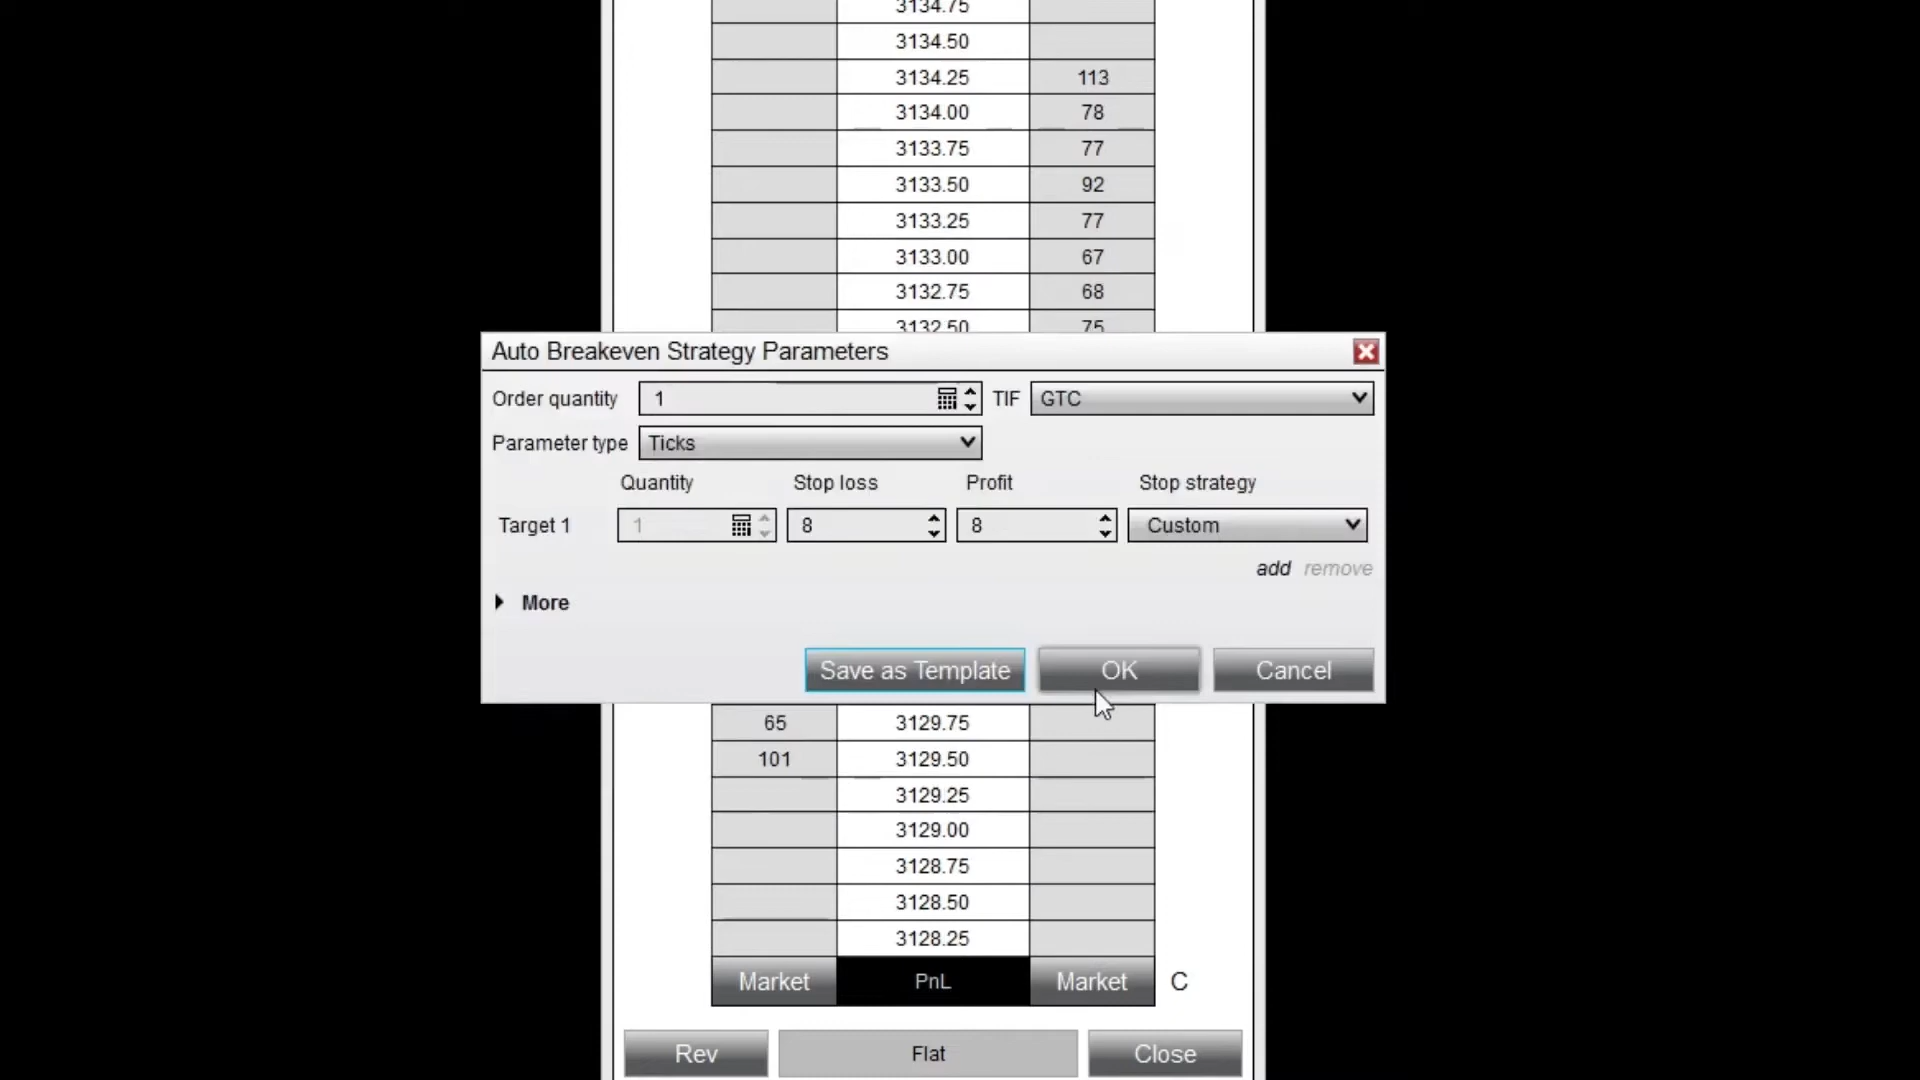 3134.75
3134.50
3134.25 113
3134.00 78
3133.75 77
3133.50 92
3133.25 77
3133.00 67
3132.75 68
3132.50 75
Auto Breakeven Strategy Parameters
Order quantity 1 TIF GTC
Parameter type Ticks
Quantity Stop loss Profit Stop strategy
Target 1 1 8 8 Custom
add remove
More
Save as Template OK Cancel
65 3129.75
101 3129.50
3129.25
3129.00
3128.75
3128.50
3128.25
Market PnL Market C
Rev Flat Close